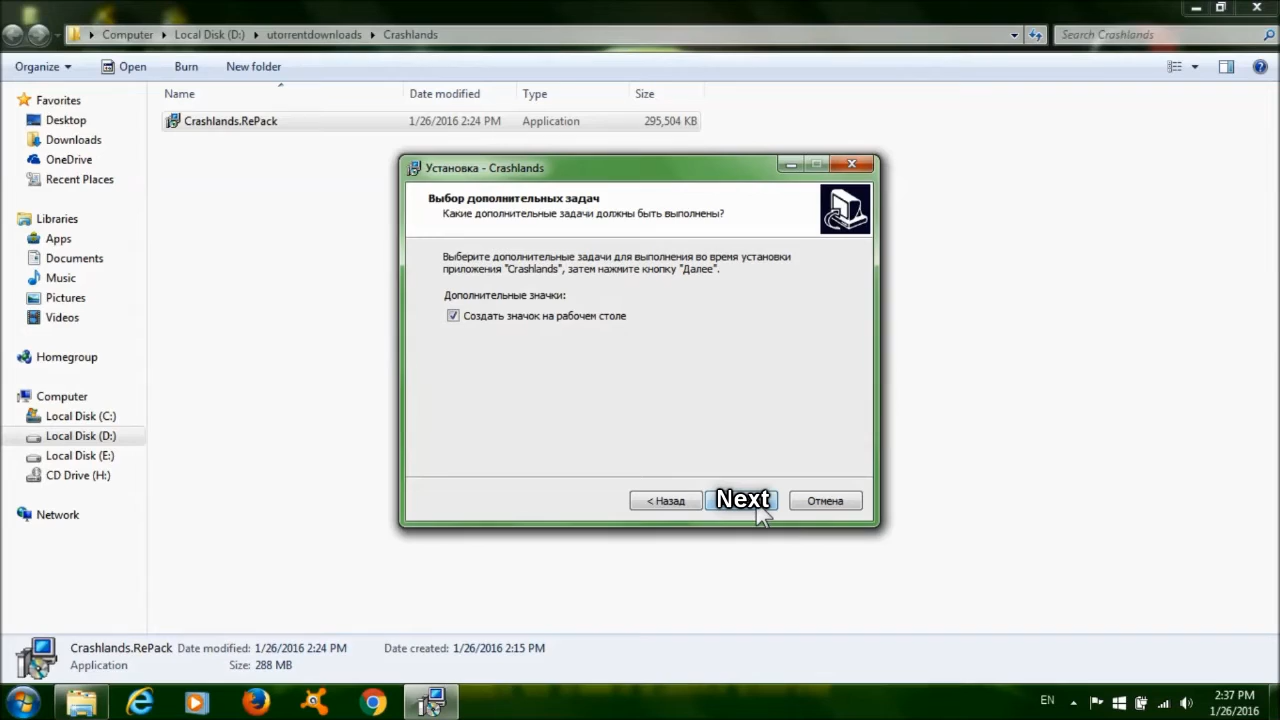 Computer Local Disk (D:) utorrentdownloads Crashlands
Search Crashlands
Organize Open Burn New folder
Name Date modified Type Size
Crashlands.RePack 1/26/2016 2:24 PM Application 295,504 KB
Favorites
Desktop
Downloads
OneDrive
Recent Places
Libraries
Apps
Documents
Music
Pictures
Videos
Homegroup
Computer
Local Disk (C:)
Local Disk (D:)
Local Disk (E:)
CD Drive (H:)
Network
Установка - Crashlands
Выбор дополнительных задач
Какие дополнительные задачи должны быть выполнены?
Выберите дополнительные задачи для выполнения во время установки
приложения "Crashlands", затем нажмите кнопку "Далее".
Дополнительные значки:
Создать значок на рабочем столе
< Назад Next Отмена
Crashlands.RePack Date modified: 1/26/2016 2:24 PM Date created: 1/26/2016 2:15 PM
Application Size: 288 MB
EN 2:37 PM
1/26/2016